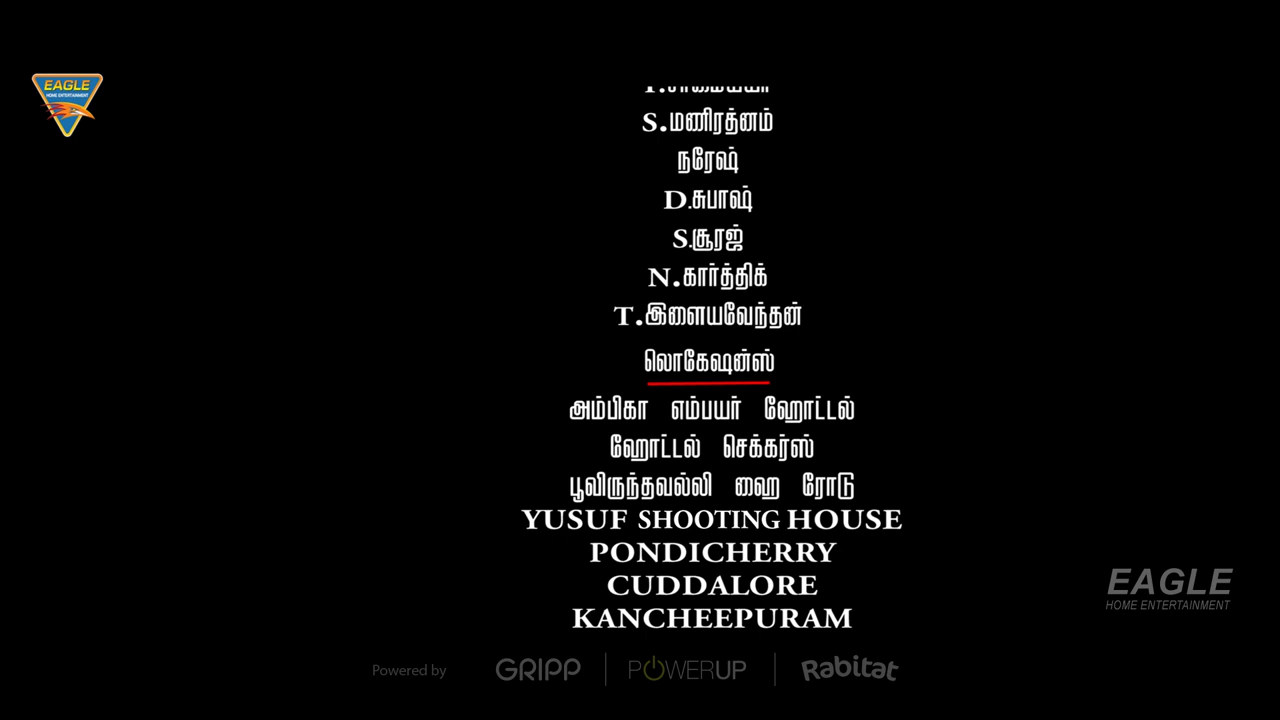 EAGLE
HOME ENTERTAINMENT
S.மணிரத்னம்
நரேஷ்
D.சுபாஷ்
S.சூரஜ்
N.கார்த்திக்
T.இளையவேந்தன்
லொகேஷன்ஸ்
அம்பிகா எம்பயர் ஹோட்டல்
ஹோட்டல் செக்கர்ஸ்
பூவிருந்தவல்லி ஹை ரோடு
YUSUF SHOOTING HOUSE
PONDICHERRY
CUDDALORE
KANCHEEPURAM
EAGLE
HOME ENTERTAINMENT
Powered by GRIPP POWERUP Rabitat